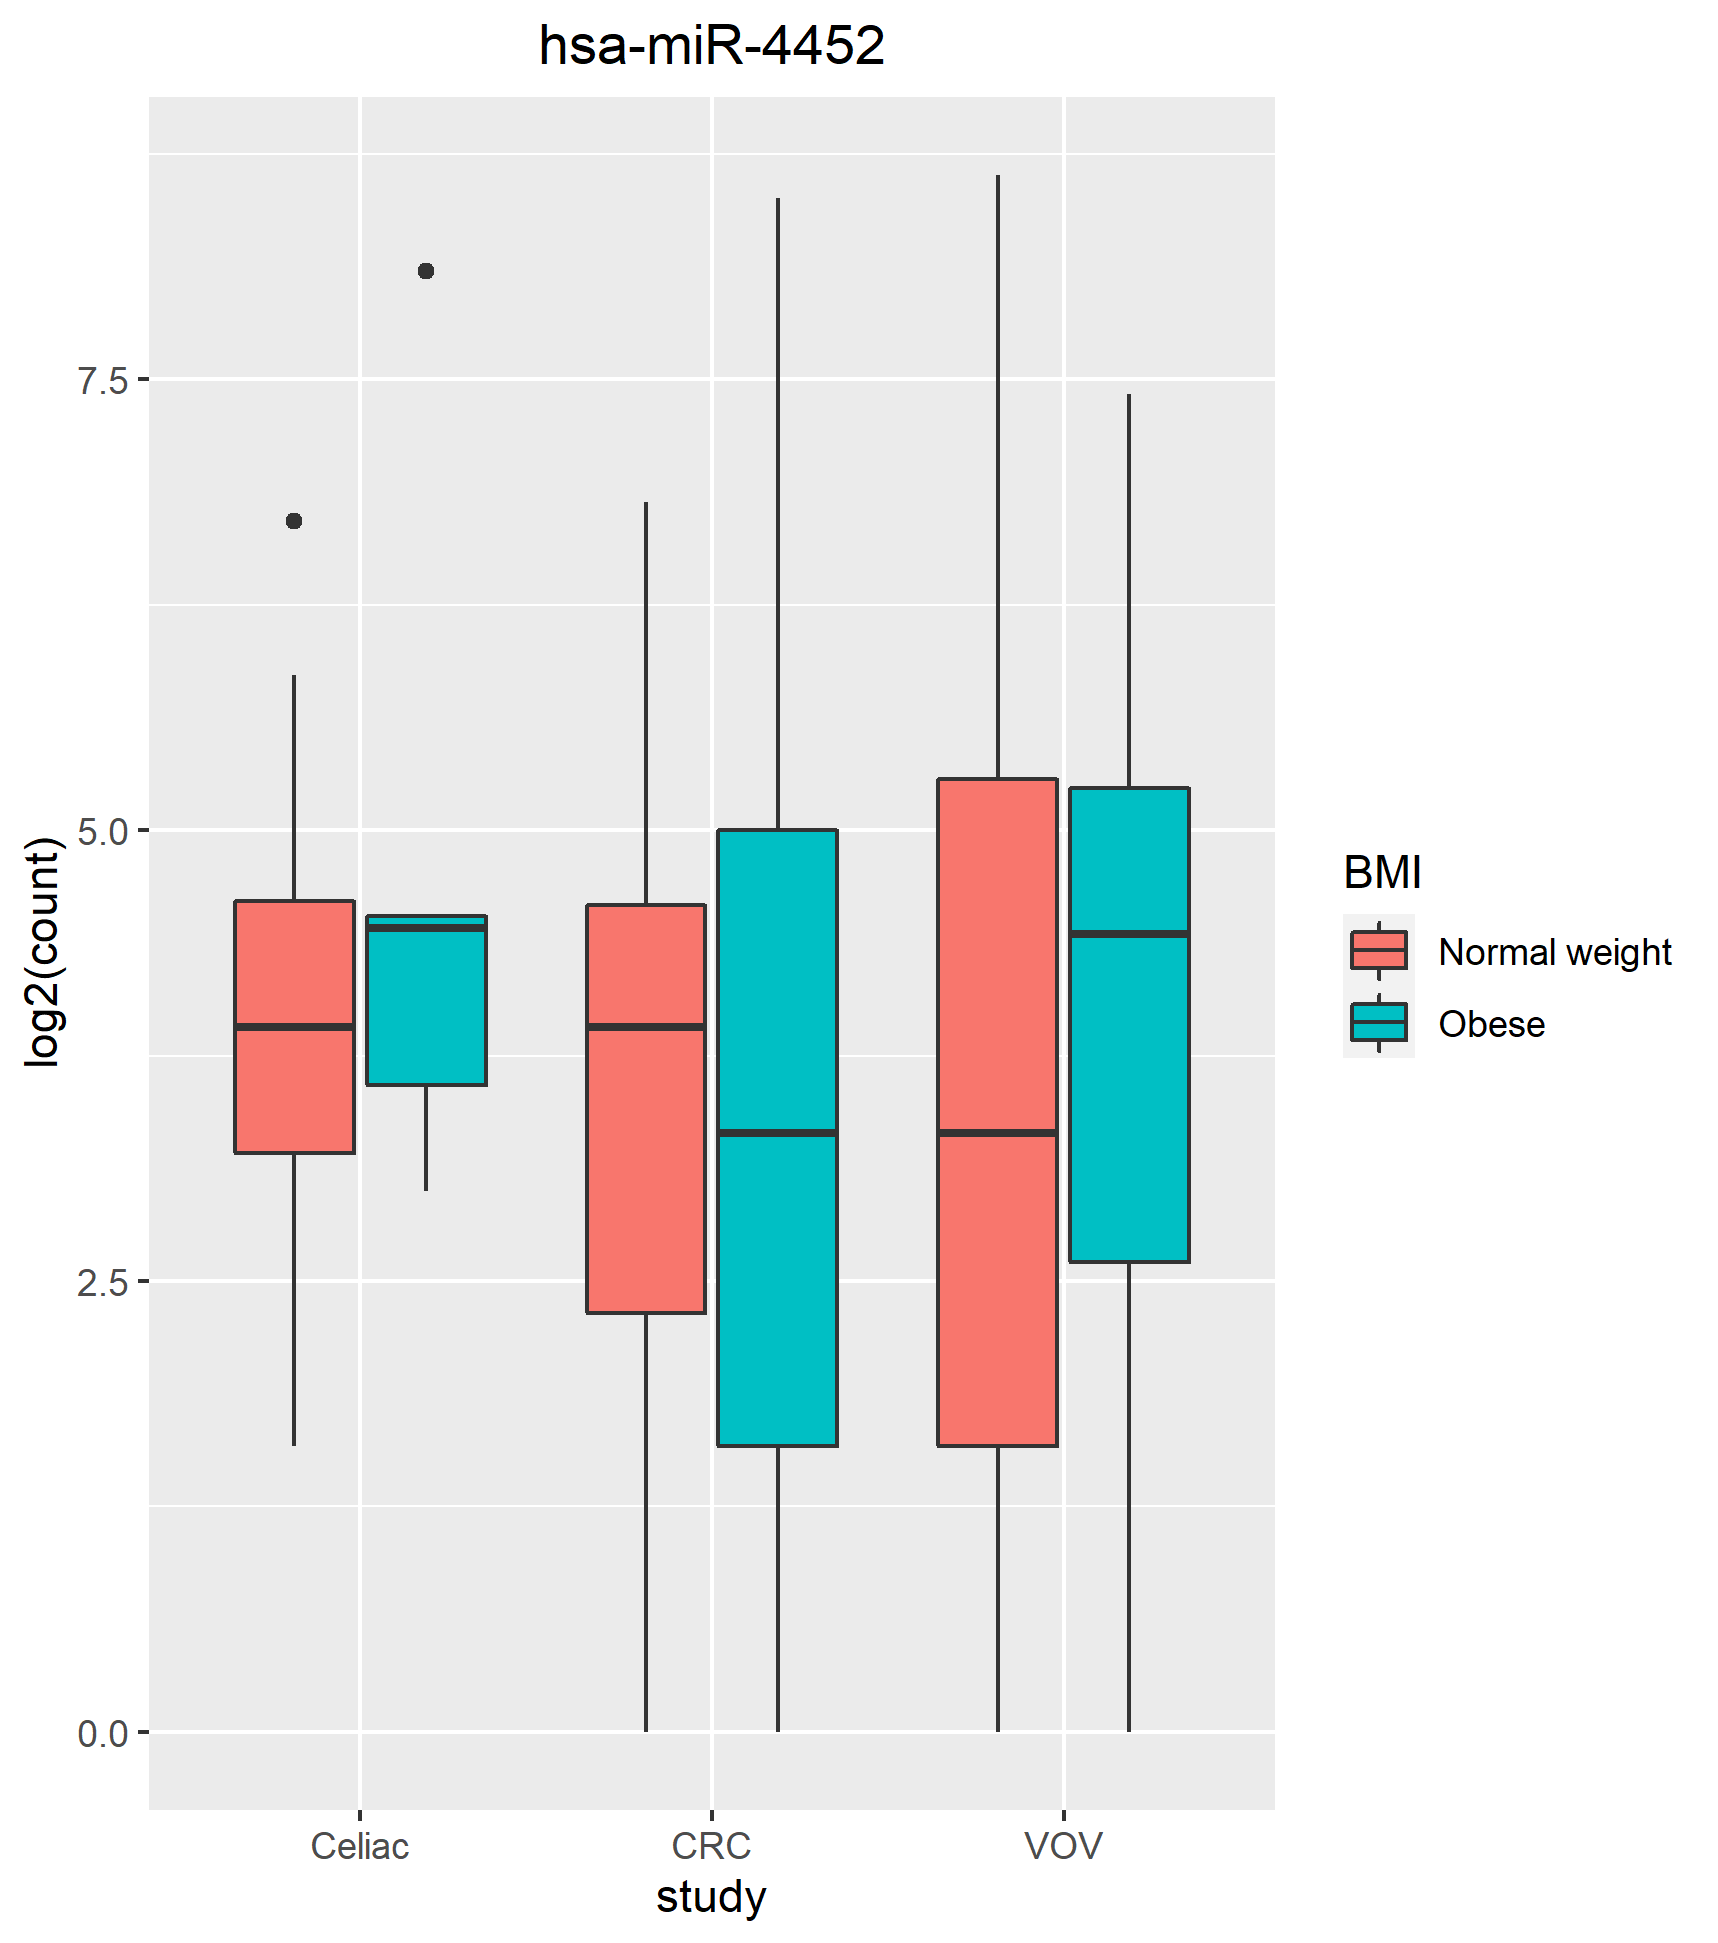 hsa-miR-4452
log2(count)
7.5
5.0
2.5
0.0
Celiac
CRC
VOV
study
BMI
Normal weight
Obese